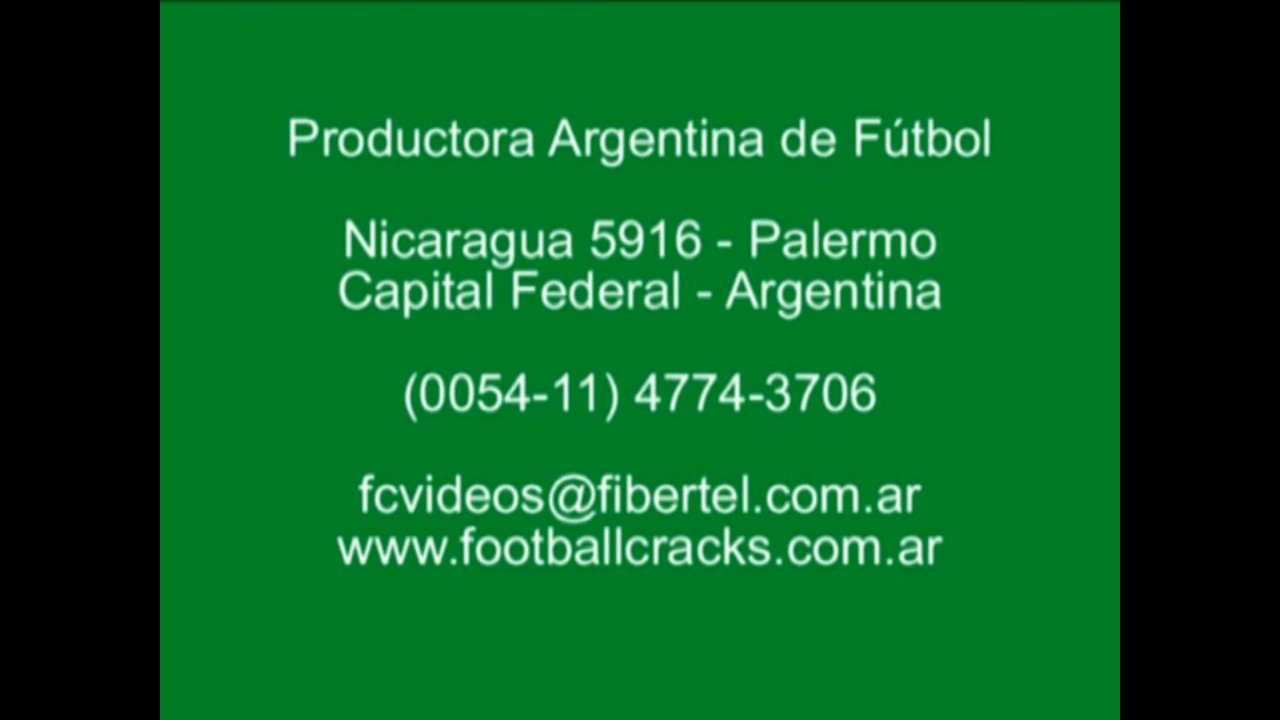 Productora Argentina de Fútbol
Nicaragua 5916 - Palermo
Capital Federal - Argentina
(0054-11) 4774-3706
fcvideos@fibertel.com.ar
www.footballcracks.com.ar